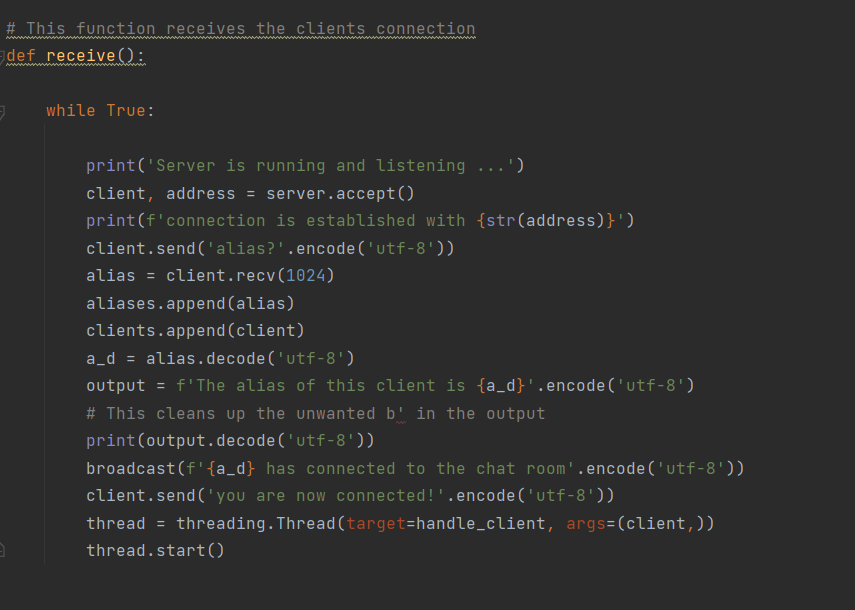 # This function receives the clients connection
def receive():
while True:
print('Server is running and listening ...')
client, address = server.accept()
print(f'connection is established with {str(address)}')
client.send('alias?'.encode('utf-8'))
alias = client.recv(1024)
aliases.append(alias)
clients.append(client)
a_d = alias.decode('utf-8')
output = f'The alias of this client is {a_d}'.encode('utf-8')
# This cleans up the unwanted b' in the output
print(output.decode('utf-8'))
broadcast(f'{a_d} has connected to the chat room'.encode('utf-8'))
client.send('you are now connected!'.encode('utf-8'))
thread = threading.Thread(target=handle_client, args=(client,))
thread.start()